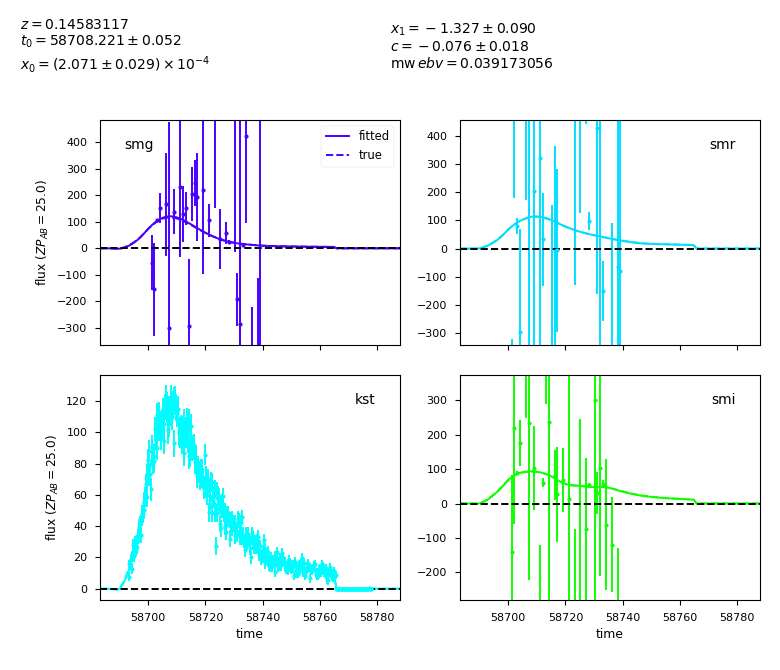 z = 0.14583117
t₀ = 58708.221 ± 0.052
x₀ = (2.071 ± 0.029) × 10⁻⁴
x₁ = −1.327 ± 0.090
c = −0.076 ± 0.018
mw ebv = 0.039173056
smg
fitted
true
400
300
200
100
0
−100
−200
−300
flux (ZP_AB = 25.0)
smr
400
300
200
100
0
−100
−200
−300
kst
120
100
80
60
40
20
0
flux (ZP_AB = 25.0)
58700 58720 58740 58760 58780
time
smi
300
200
100
0
−100
−200
58700 58720 58740 58760 58780
time